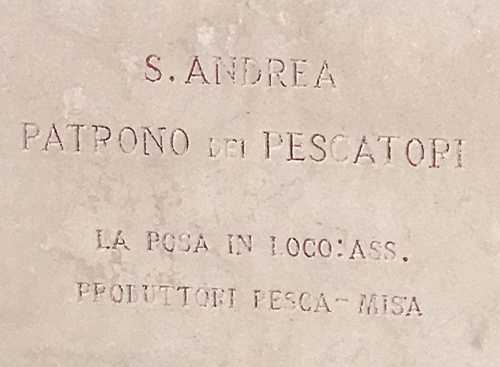 S. ANDREA
PATRONO DEI PESCATORI
LA POSA IN LOCO: ASS.
PRODUTTORI PESCA - MISA